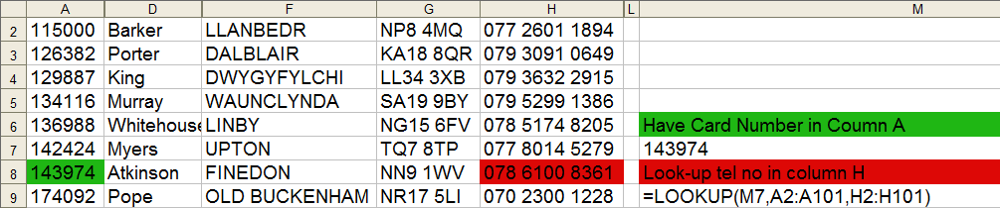 A D F G H L M
2 115000 Barker LLANBEDR NP8 4MQ 077 2601 1894
3 126382 Porter DALBLAIR KA18 8QR 079 3091 0649
4 129887 King DWYGYFYLCHI LL34 3XB 079 3632 2915
5 134116 Murray WAUNCLYNDA SA19 9BY 079 5299 1386
6 136988 Whitehouse LINBY NG15 6FV 078 5174 8205 Have Card Number in Coumn A
7 142424 Myers UPTON TQ7 8TP 077 8014 5279 143974
8 143974 Atkinson FINEDON NN9 1WV 078 6100 8361 Look-up tel no in column H
9 174092 Pope OLD BUCKENHAM NR17 5LI 070 2300 1228 =LOOKUP(M7,A2:A101,H2:H101)